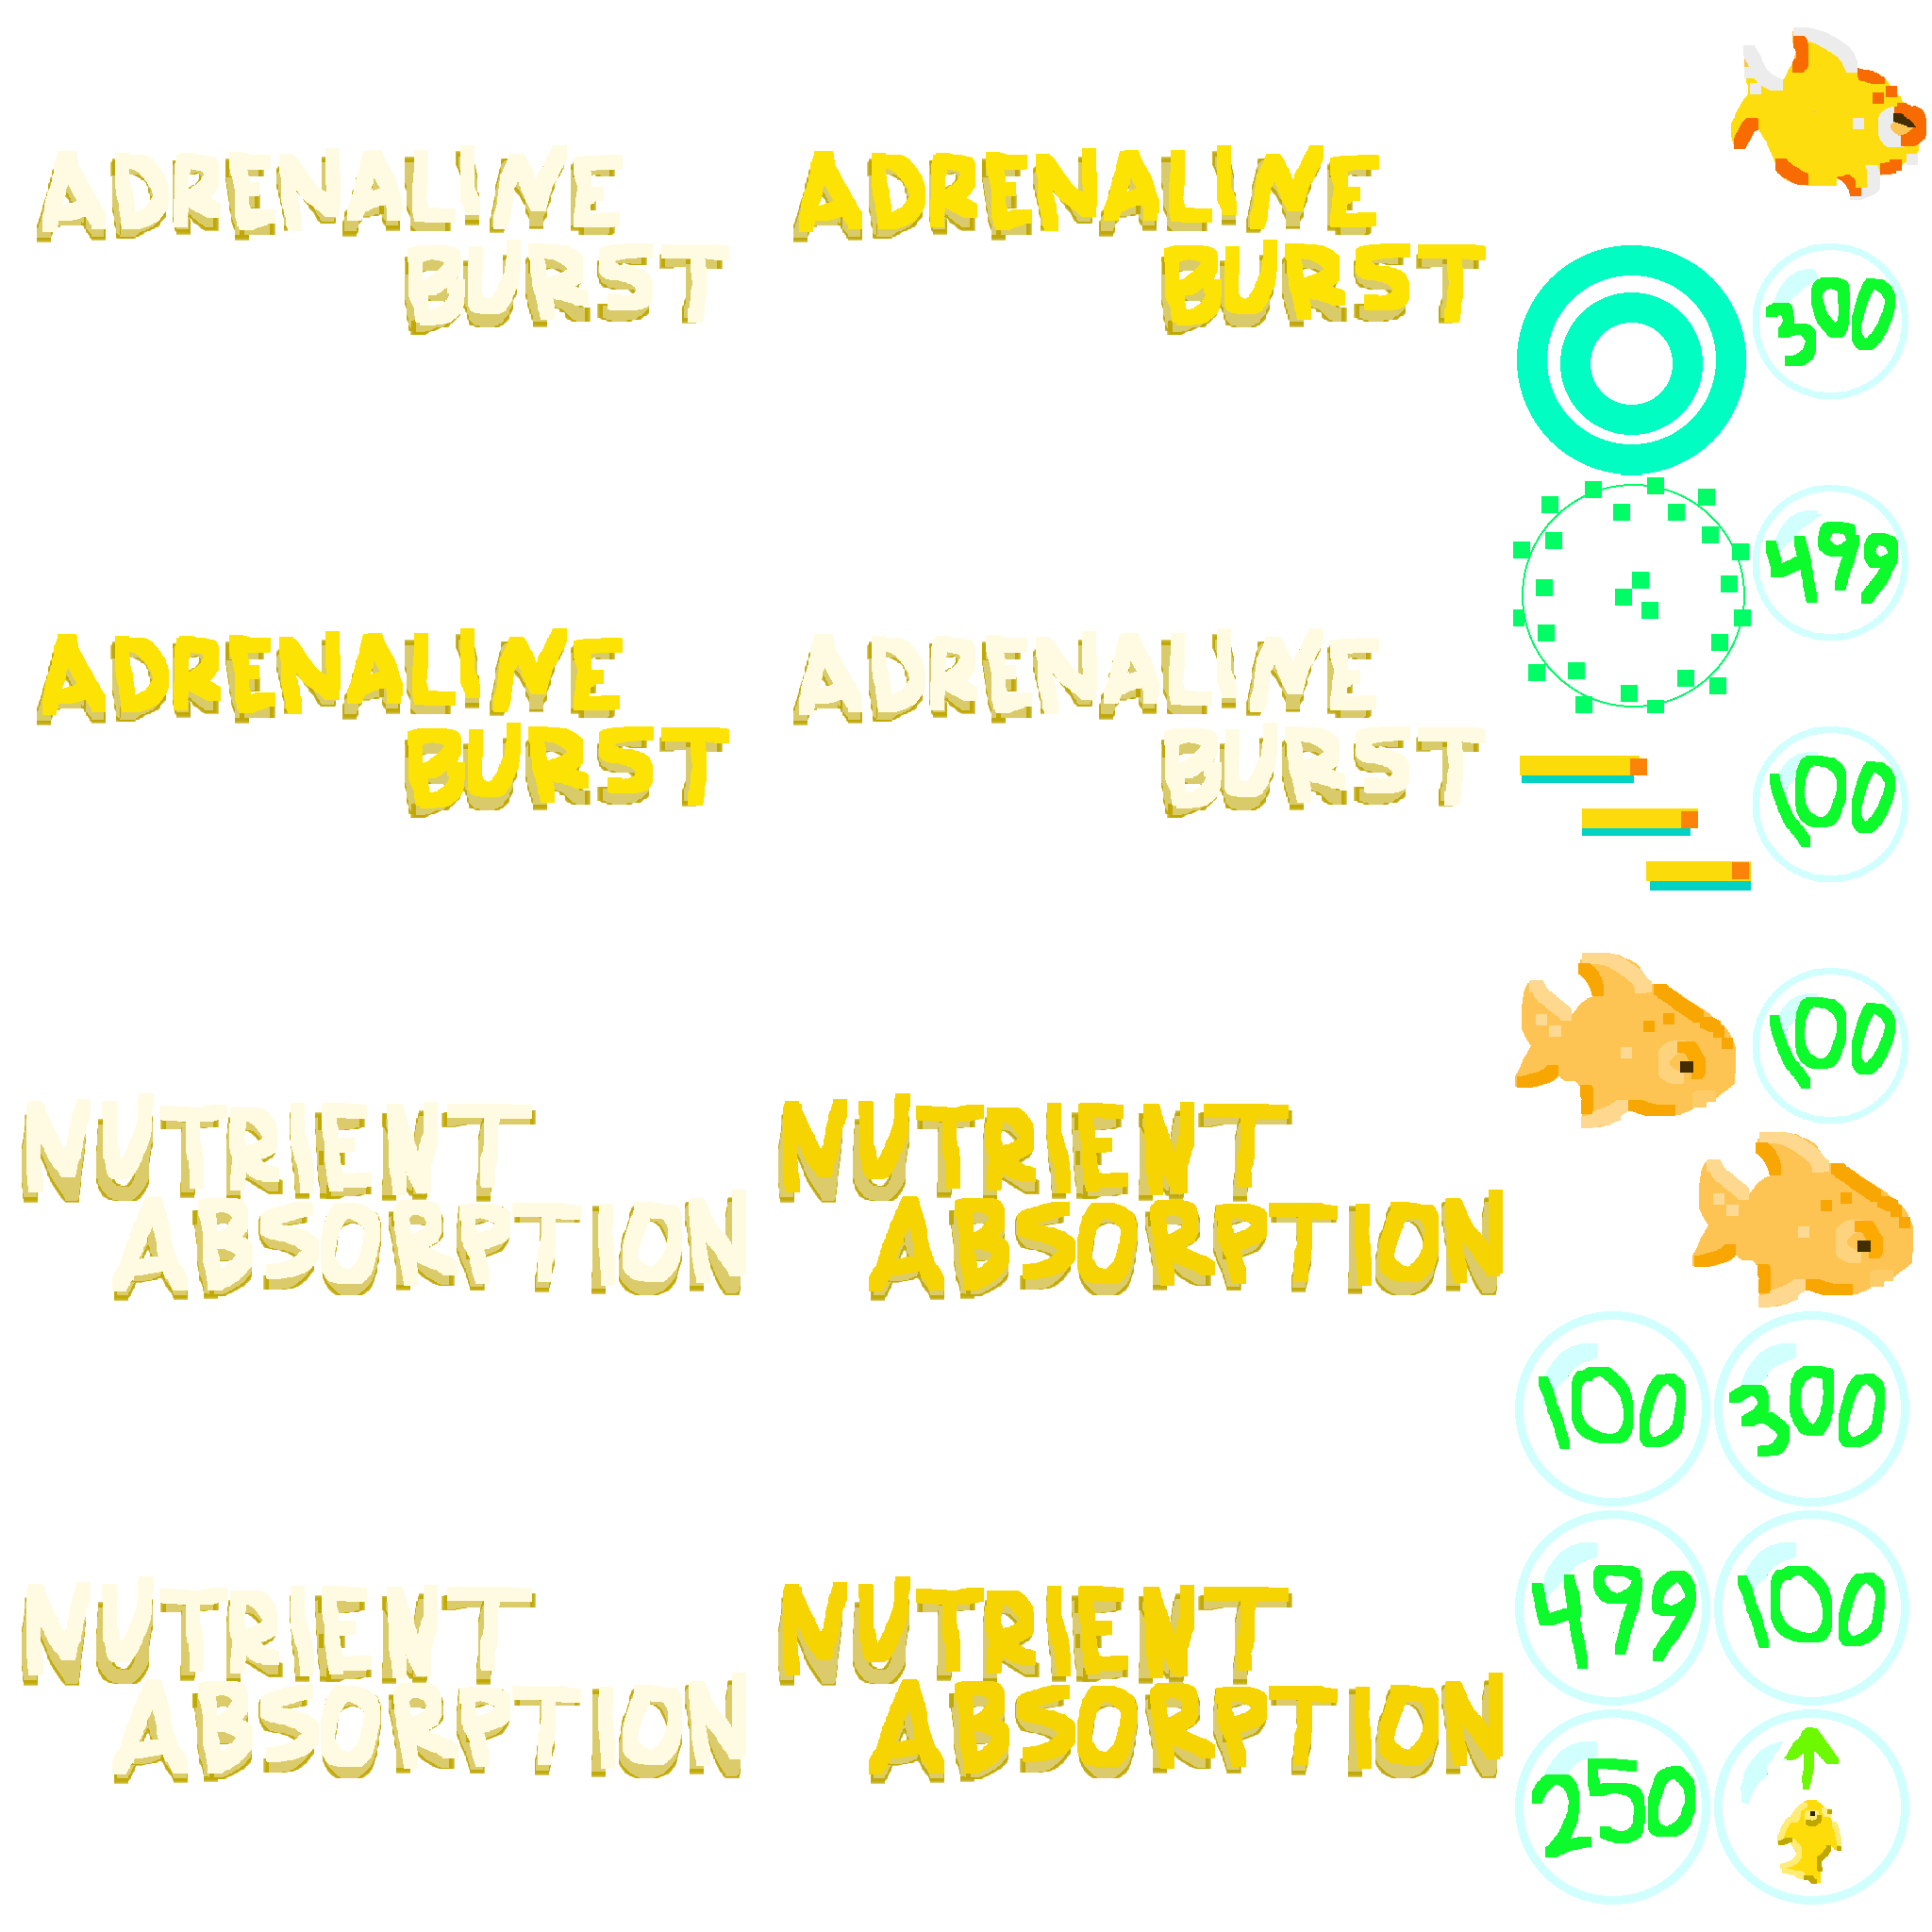 ADRENALINE
BURST
ADRENALINE
BURST
300
499
ADRENALINE
BURST
ADRENALINE
BURST
100
100
NUTRIENT
ABSORPTION
NUTRIENT
ABSORPTION
100
300
NUTRIENT
ABSORPTION
NUTRIENT
ABSORPTION
499
100
250